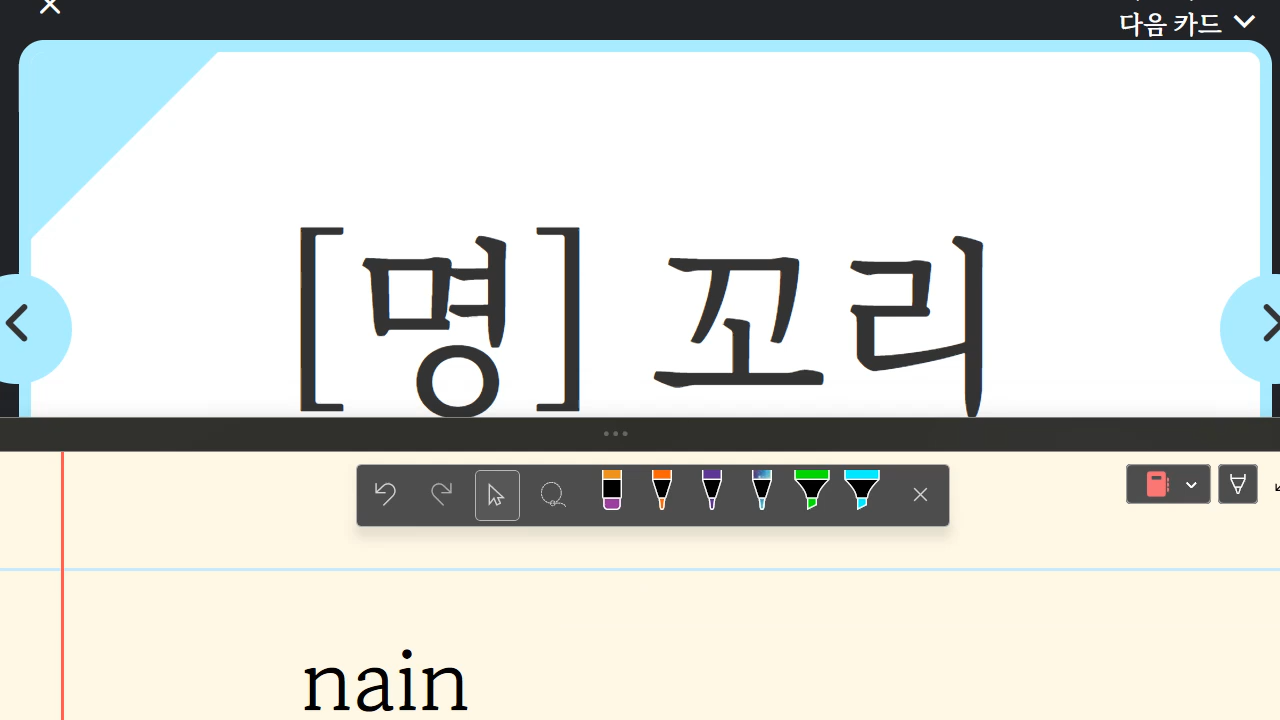 다음 카드
[명] 꼬리
nain